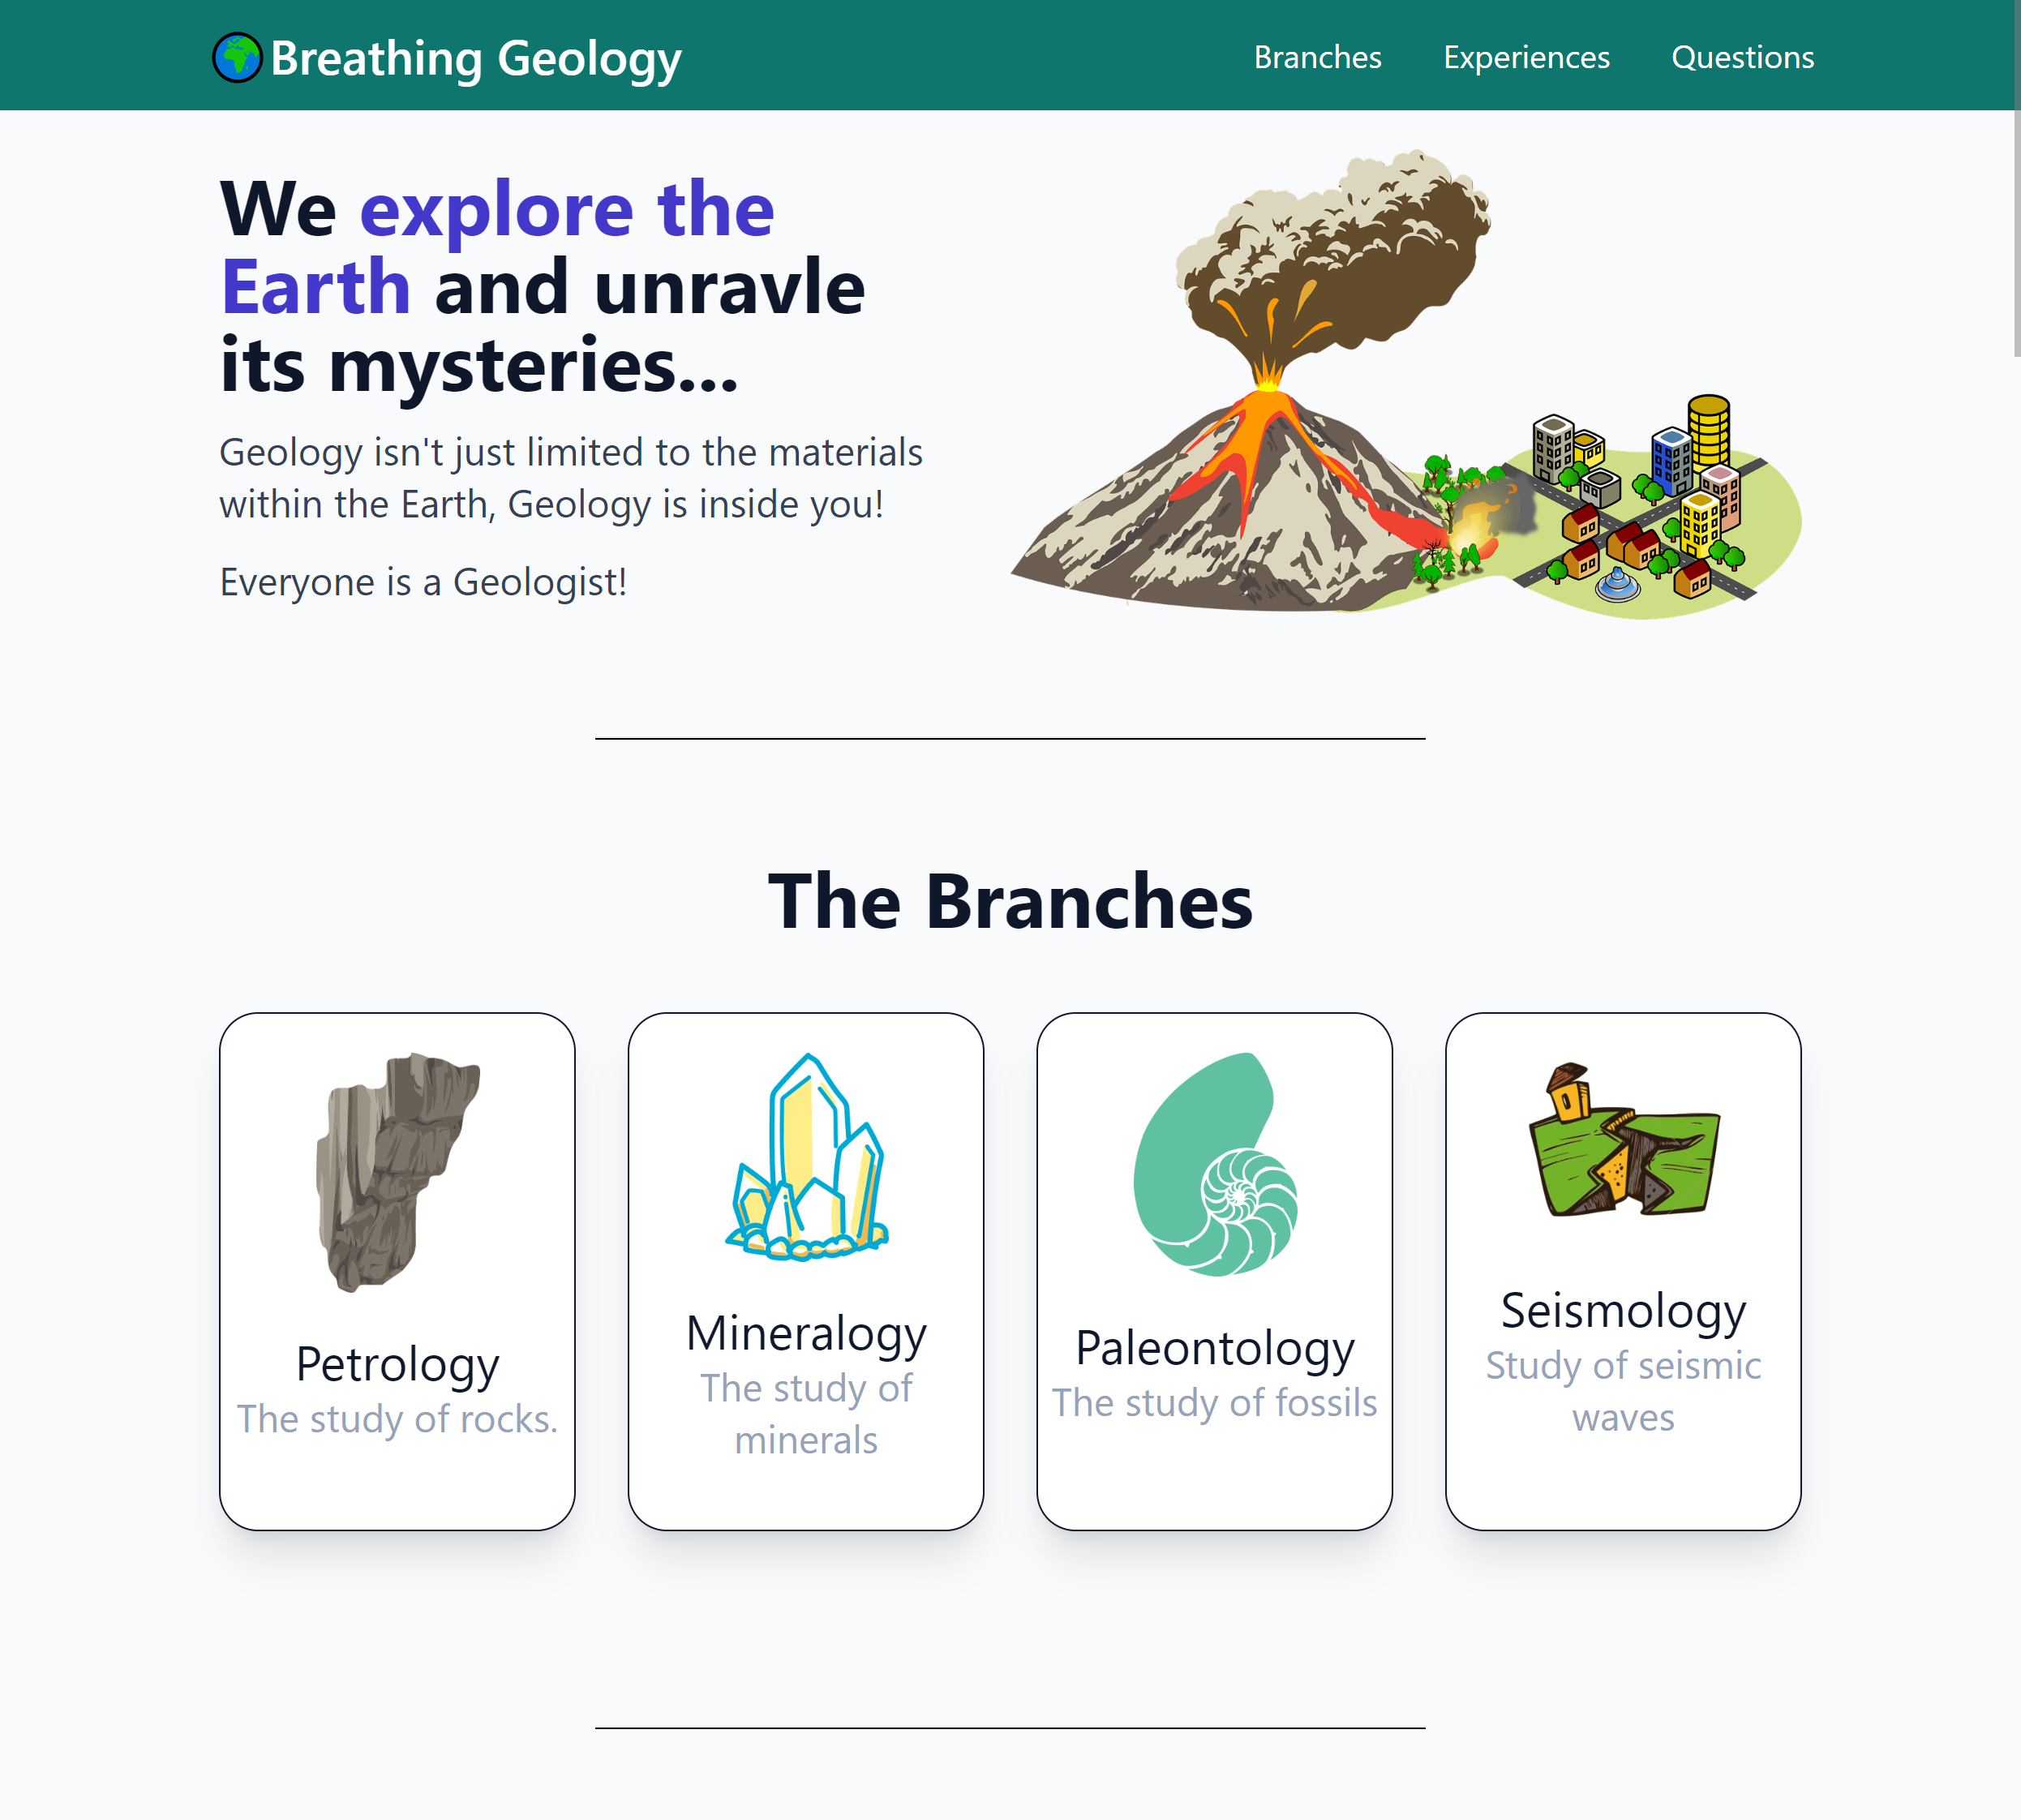 Breathing Geology
Branches
Experiences
Questions
We explore the
Earth and unravle
its mysteries...
Geology isn't just limited to the materials
within the Earth, Geology is inside you!
Everyone is a Geologist!
The Branches
Petrology
The study of rocks.
Mineralogy
The study of
minerals
Paleontology
The study of fossils
Seismology
Study of seismic
waves